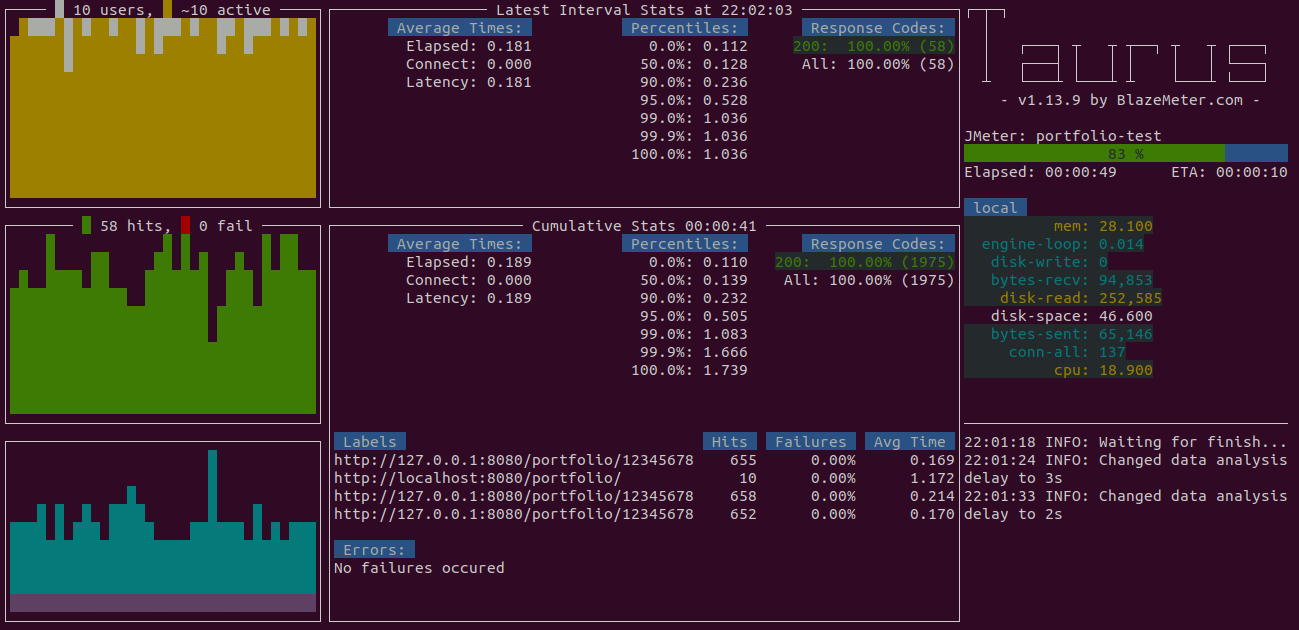 10 users, ~10 active
58 hits, 0 fail
Latest Interval Stats at 22:02:03
Average Times: Percentiles: Response Codes:
Elapsed: 0.181 0.0%: 0.112 200: 100.00% (58)
Connect: 0.000 50.0%: 0.128 All: 100.00% (58)
Latency: 0.181 90.0%: 0.236
95.0%: 0.528
99.0%: 1.036
99.9%: 1.036
100.0%: 1.036
Cumulative Stats 00:00:41
Average Times: Percentiles: Response Codes:
Elapsed: 0.189 0.0%: 0.110 200: 100.00% (1975)
Connect: 0.000 50.0%: 0.139 All: 100.00% (1975)
Latency: 0.189 90.0%: 0.232
95.0%: 0.505
99.0%: 1.083
99.9%: 1.666
100.0%: 1.739
Labels Hits Failures Avg Time
http://127.0.0.1:8080/portfolio/12345678 655 0.00% 0.169
http://localhost:8080/portfolio/ 10 0.00% 1.172
http://127.0.0.1:8080/portfolio/12345678 658 0.00% 0.214
http://127.0.0.1:8080/portfolio/12345678 652 0.00% 0.170
Errors:
No failures occured
Taurus
- v1.13.9 by BlazeMeter.com -
JMeter: portfolio-test
83 %
Elapsed: 00:00:49 ETA: 00:00:10
local
mem: 28.100
engine-loop: 0.014
disk-write: 0
bytes-recv: 94,853
disk-read: 252,585
disk-space: 46.600
bytes-sent: 65,146
conn-all: 137
cpu: 18.900
22:01:18 INFO: Waiting for finish...
22:01:24 INFO: Changed data analysis
delay to 3s
22:01:33 INFO: Changed data analysis
delay to 2s